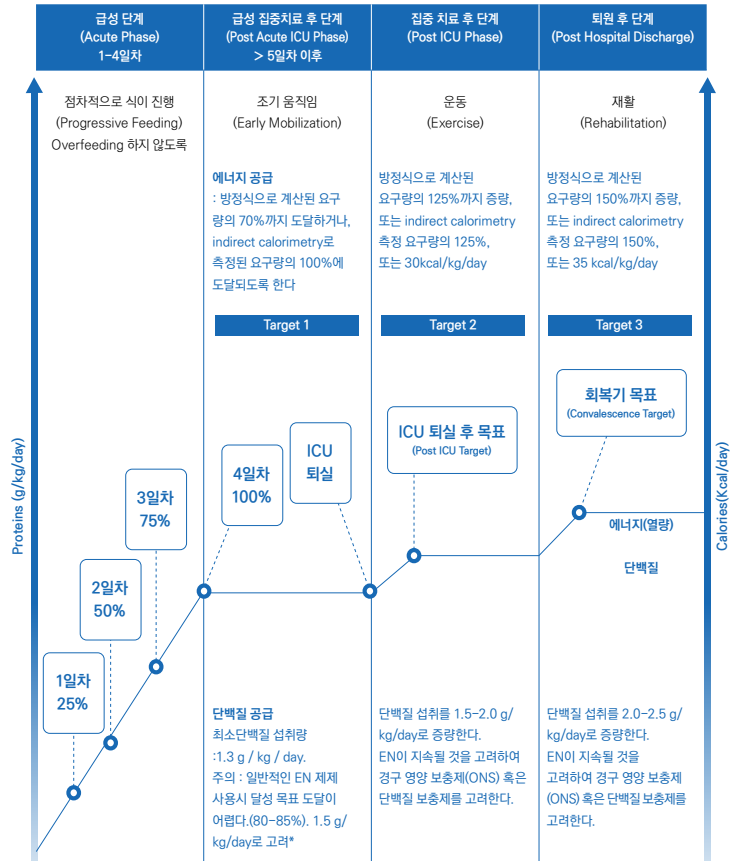 급성 단계
(Acute Phase)
1-4일차
급성 집중치료 후 단계
(Post Acute ICU Phase)
> 5일차 이후
집중 치료 후 단계
(Post ICU Phase)
퇴원 후 단계
(Post Hospital Discharge)
점차적으로 식이 진행
(Progressive Feeding)
Overfeeding 하지 않도록
조기 움직임
(Early Mobilization)
운동
(Exercise)
재활
(Rehabilitation)
에너지 공급
: 방정식으로 계산된 요구
량의 70%까지 도달하거나,
indirect calorimetry로
측정된 요구량의 100%에
도달되도록 한다
방정식으로 계산된
요구량의 125%까지 증량,
또는 indirect calorimetry
측정 요구량의 125%,
또는 30kcal/kg/day
방정식으로 계산된
요구량의 150%까지 증량,
또는 indirect calorimetry
측정 요구량의 150%,
또는 35 kcal/kg/day
Target 1
Target 2
Target 3
Proteins (g/kg/day)
1일차
25%
2일차
50%
3일차
75%
4일차
100%
ICU
퇴실
ICU 퇴실 후 목표
(Post ICU Target)
회복기 목표
(Convalescence Target)
에너지(열량)
단백질
Calories(Kcal/day)
단백질 공급
최소단백질 섭취량
:1.3 g / kg / day.
주의 : 일반적인 EN 제제
사용시 달성 목표 도달이
어렵다.(80-85%). 1.5 g/
kg/day로 고려*
단백질 섭취를 1.5-2.0 g/
kg/day로 증량한다.
EN이 지속될 것을 고려하여
경구 영양 보충제(ONS) 혹은
단백질 보충제를 고려한다.
단백질 섭취를 2.0-2.5 g/
kg/day로 증량한다.
EN이 지속될 것을
고려하여 경구 영양 보충제
(ONS) 혹은 단백질 보충제를
고려한다.